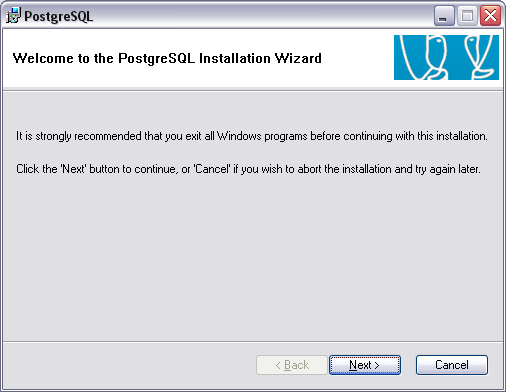 PostgreSQL
Welcome to the PostgreSQL Installation Wizard
It is strongly recommended that you exit all Windows programs before continuing with this installation.
Click the 'Next' button to continue, or 'Cancel' if you wish to abort the installation and try again later.
< Back Next > Cancel